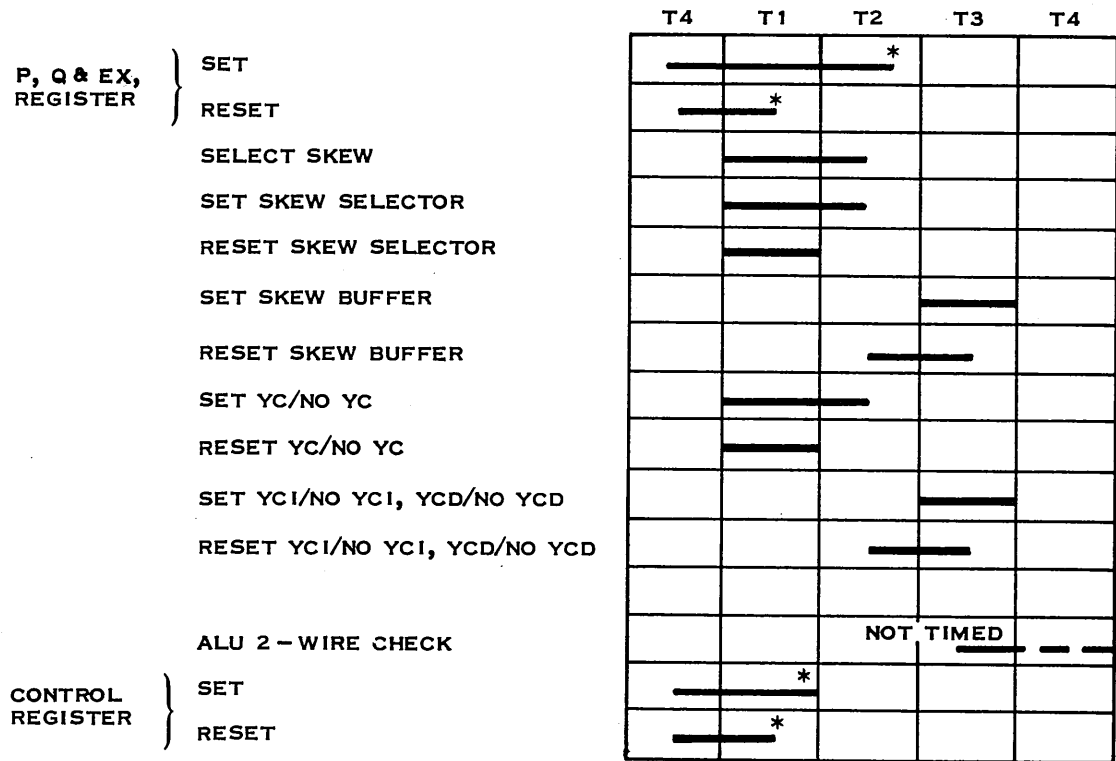 T4 T1 T2 T3 T4
P, Q & EX, REGISTER
SET *
RESET *
SELECT SKEW
SET SKEW SELECTOR
RESET SKEW SELECTOR
SET SKEW BUFFER
RESET SKEW BUFFER
SET YC/NO YC
RESET YC/NO YC
SET YCI/NO YCI, YCD/NO YCD
RESET YCI/NO YCI, YCD/NO YCD
ALU 2-WIRE CHECK NOT TIMED
CONTROL REGISTER
SET *
RESET *